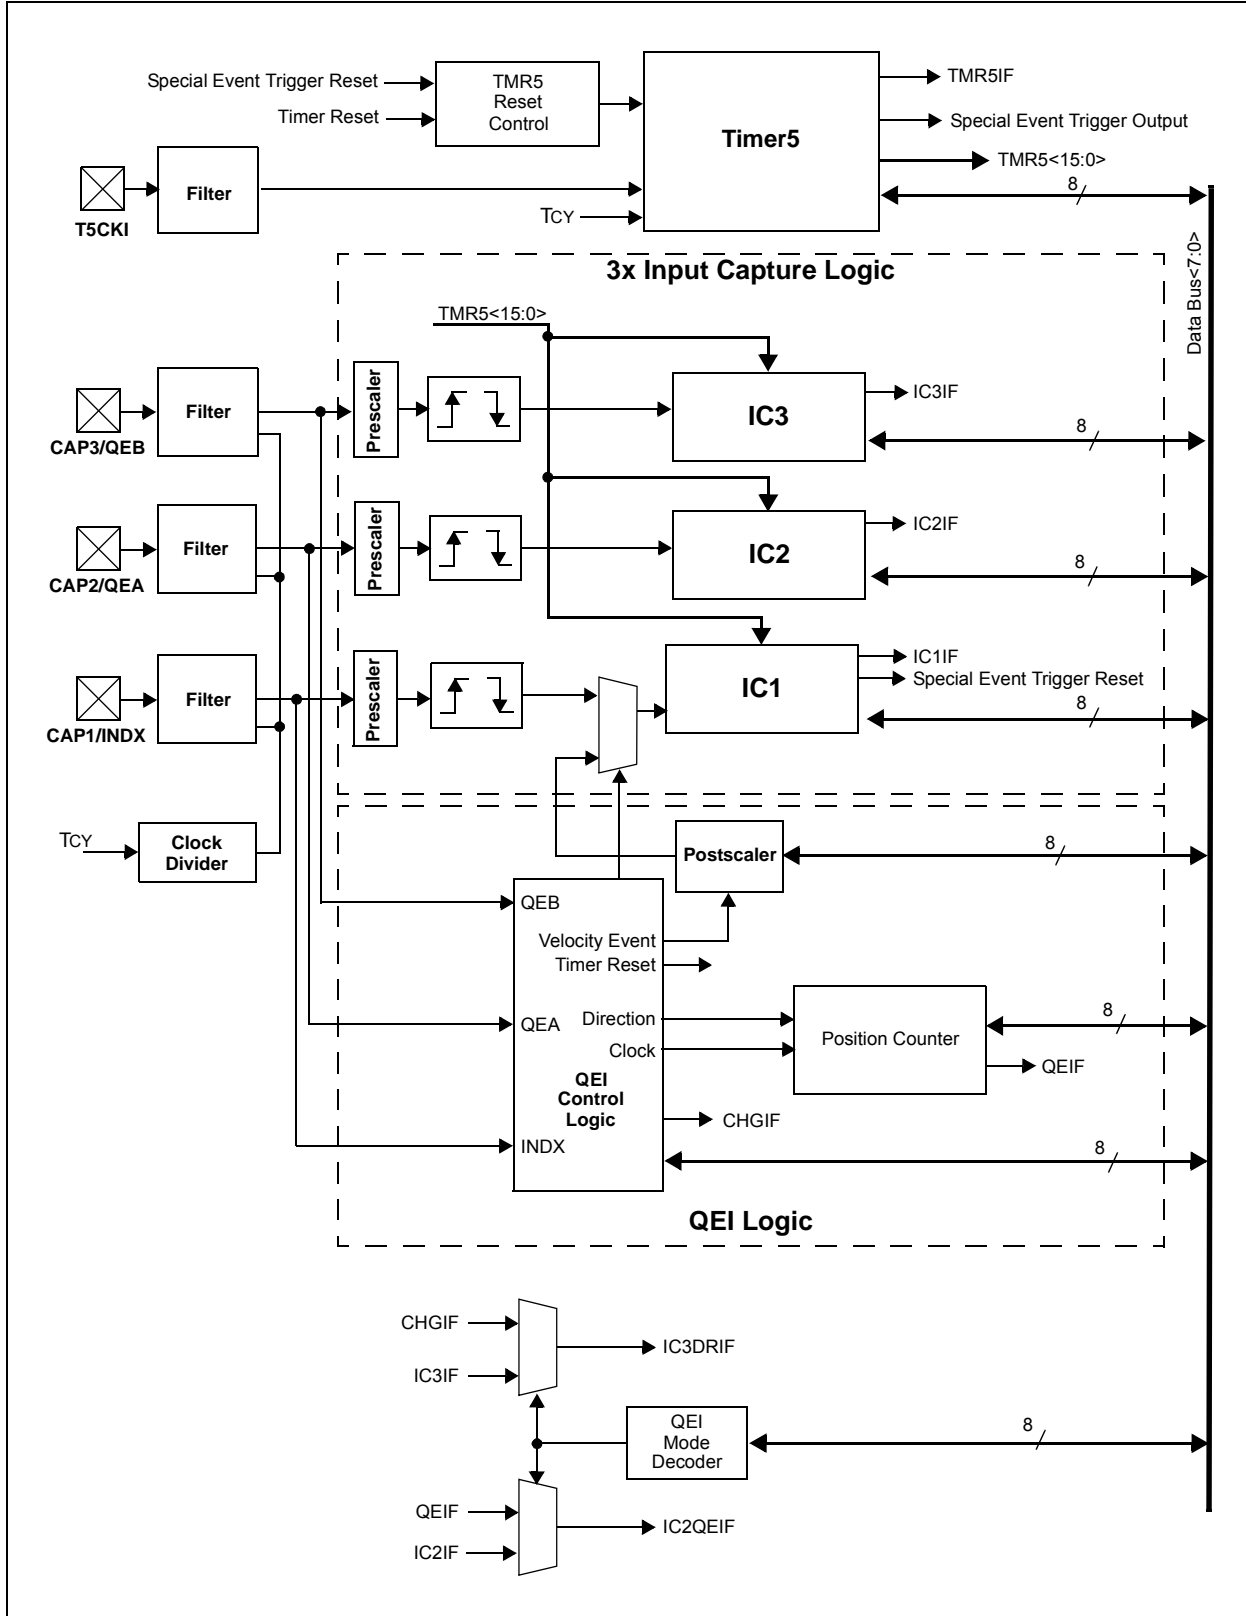 Special Event Trigger Reset
Timer Reset
TMR5
Reset
Control
Timer5
TMR5IF
Special Event Trigger Output
TMR5<15:0>
8
T5CKI
Filter
TCY
Data Bus<7:0>
3x Input Capture Logic
TMR5<15:0>
CAP3/QEB
Filter
Prescaler
IC3
IC3IF
8
CAP2/QEA
Filter
Prescaler
IC2
IC2IF
8
CAP1/INDX
Filter
Prescaler
IC1
IC1IF
Special Event Trigger Reset
8
TCY
Clock
Divider
Postscaler
8
QEB
Velocity Event
Timer Reset
QEA
Direction
Clock
QEI
Control
Logic
INDX
Position Counter
8
QEIF
CHGIF
8
QEI Logic
CHGIF
IC3IF
IC3DRIF
QEI
Mode
Decoder
8
QEIF
IC2IF
IC2QEIF